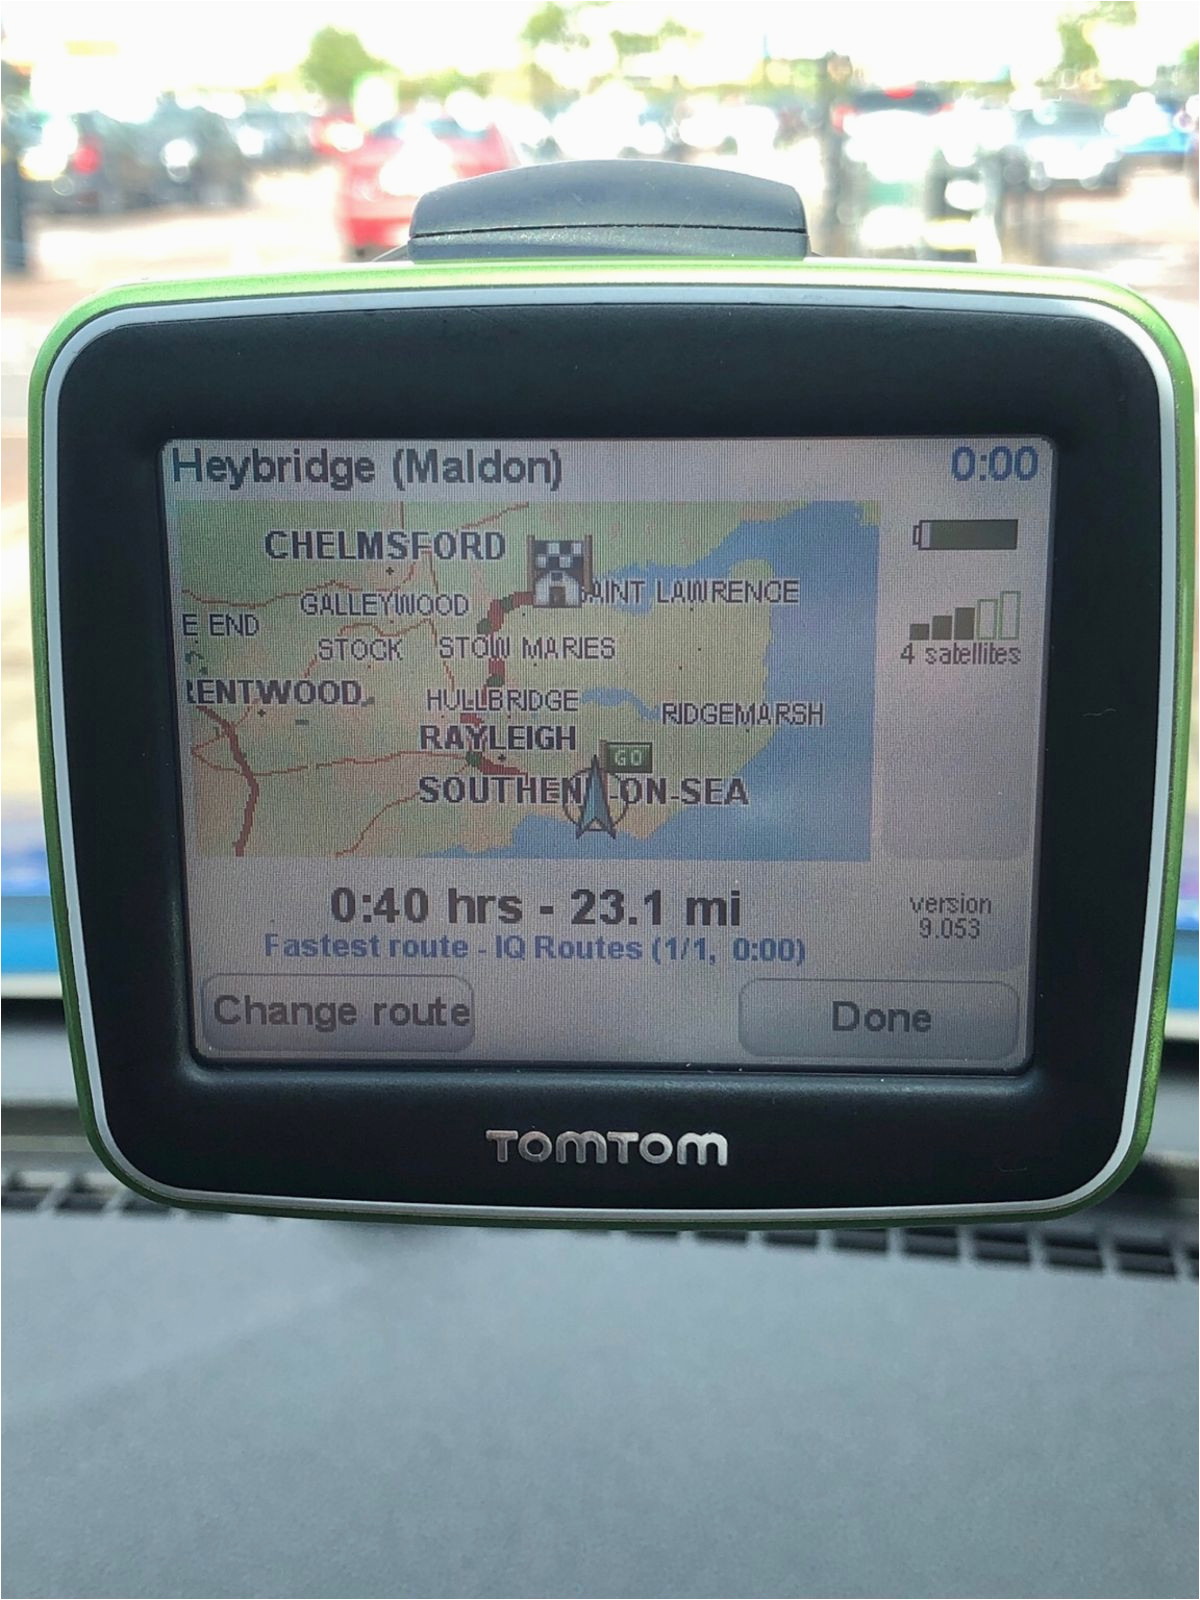 Heybridge (Maldon)
0:00
CHELMSFORD
AINT LAWRENCE
GALLEYWOOD
E END
STOCK
STOW MARIES
4 satellites
RENTWOOD
HULLBRIDGE
RIDGEMARSH
RAYLEIGH
GO
SOUTHEN -ON-SEA
0:40 hrs - 23.1 mi
version
9.053
Fastest route - IQ Routes (1/1, 0:00)
Change route
Done
TOMTOM